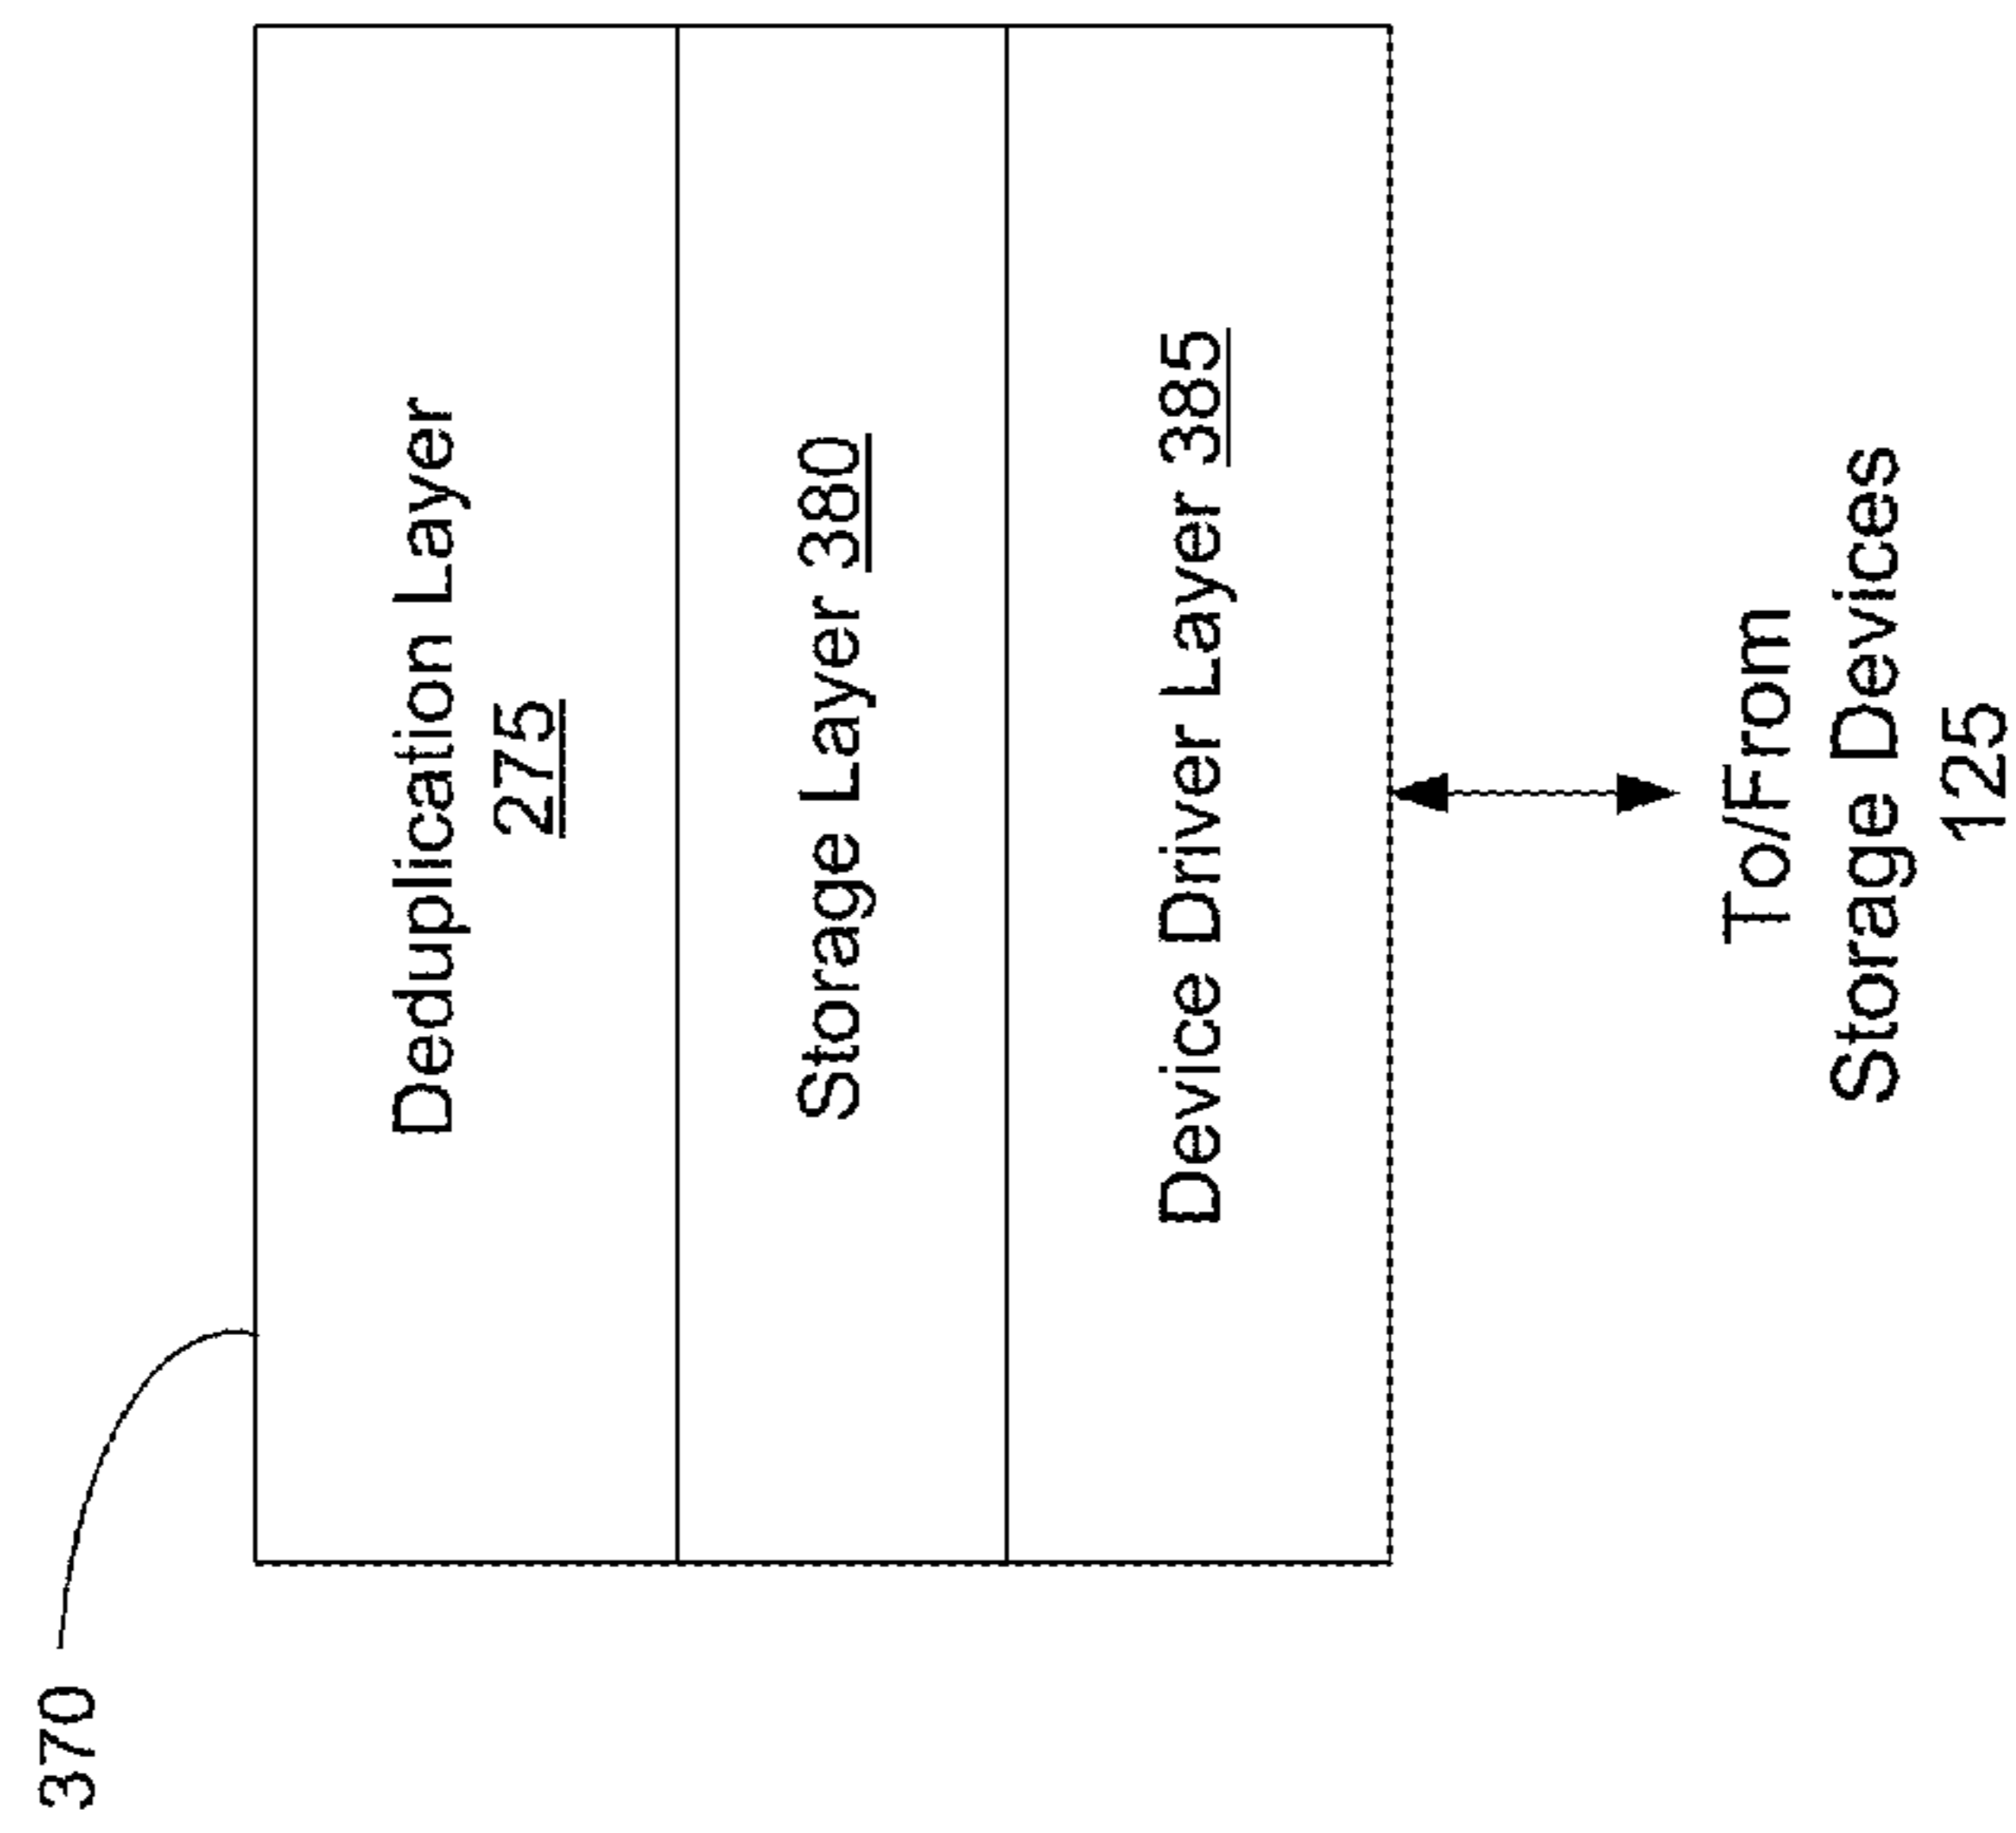 370
Deduplication Layer
275
Storage Layer 380
Device Driver Layer 385
To/From
Storage Devices
125